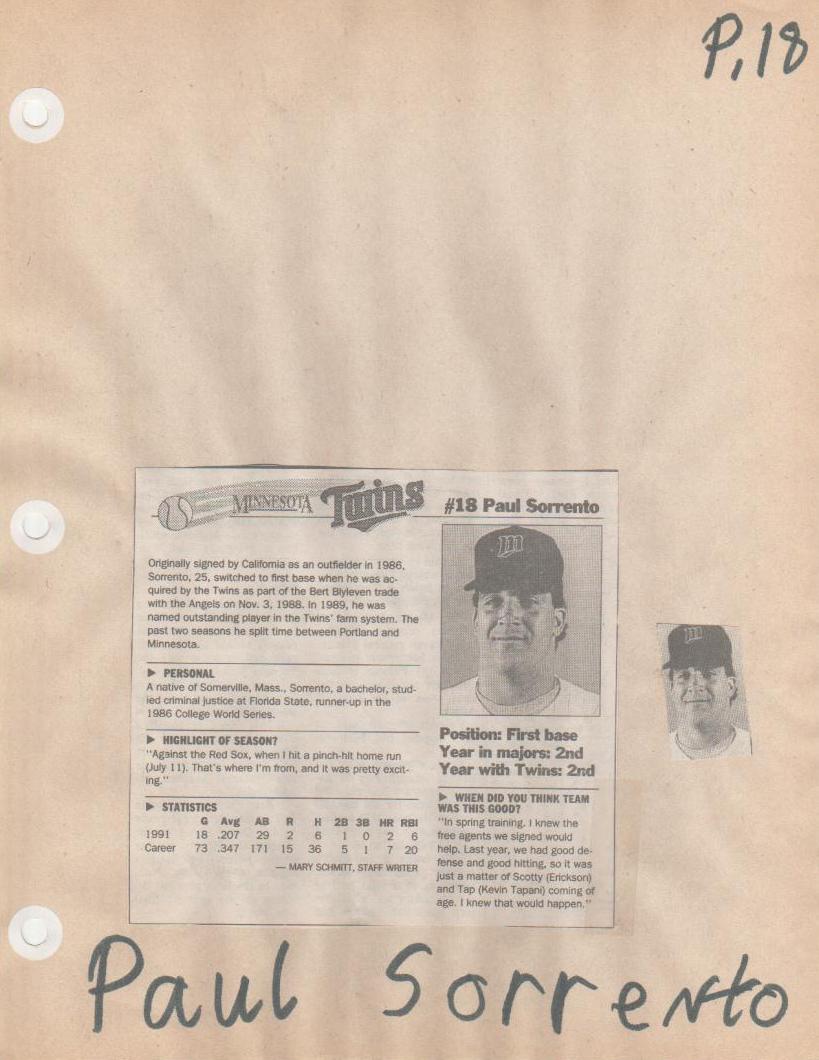 P.18
MINNESOTA Twins
#18 Paul Sorrento
m
Originally signed by California as an outfielder in 1986,
Sorrento, 25, switched to first base when he was ac-
quired by the Twins as part of the Bert Blyleven trade
with the Angels on Nov. 3, 1988. In 1989, he was
named outstanding player in the Twins' farm system. The
past two seasons he split time between Portland and
Minnesota.
▶ PERSONAL
A native of Somerville, Mass., Sorrento, a bachelor, stud-
ied criminal justice at Florida State, runner-up in the
1986 College World Series.
▶ HIGHLIGHT OF SEASON?
"Against the Red Sox, when I hit a pinch-hit home run
(July 11). That's where I'm from, and it was pretty excit-
ing."
▶ STATISTICS
G Avg AB R H 2B 3B HR RBI
1991 18 .207 29 2 6 1 0 2 6
Career 73 .347 171 15 36 5 1 7 20
— MARY SCHMITT, STAFF WRITER
Position: First base
Year in majors: 2nd
Year with Twins: 2nd
▶ WHEN DID YOU THINK TEAM
WAS THIS GOOD?
"In spring training. I knew the
free agents we signed would
help. Last year, we had good de-
fense and good hitting, so it was
just a matter of Scotty (Erickson)
and Tap (Kevin Tapani) coming of
age. I knew that would happen."
m
Paul Sorrento